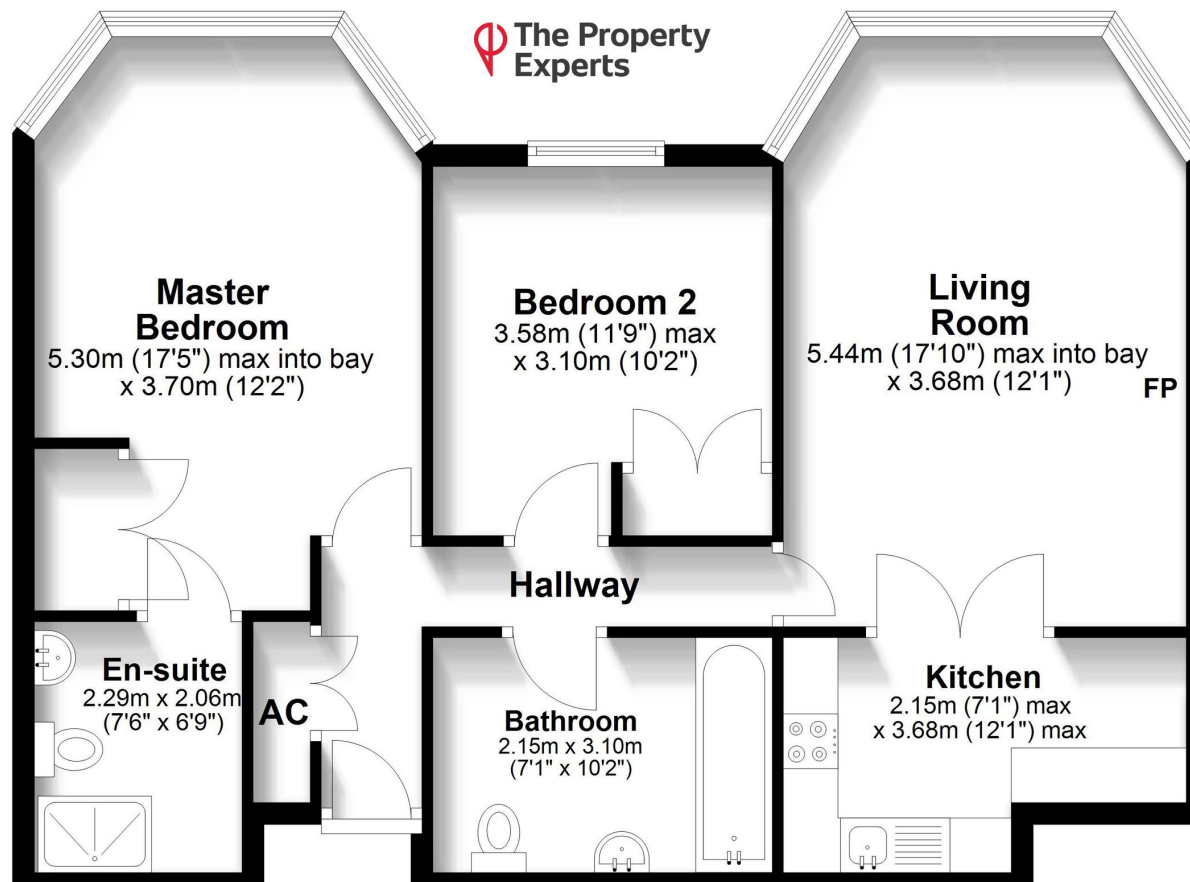 The Property
Experts
Master
Bedroom
5.30m (17'5") max into bay
x 3.70m (12'2")
Bedroom 2
3.58m (11'9") max
x 3.10m (10'2")
Living
Room
5.44m (17'10") max into bay
x 3.68m (12'1")
FP
Hallway
En-suite
2.29m x 2.06m
(7'6" x 6'9")
AC
Bathroom
2.15m x 3.10m
(7'1" x 10'2")
Kitchen
2.15m (7'1") max
x 3.68m (12'1") max